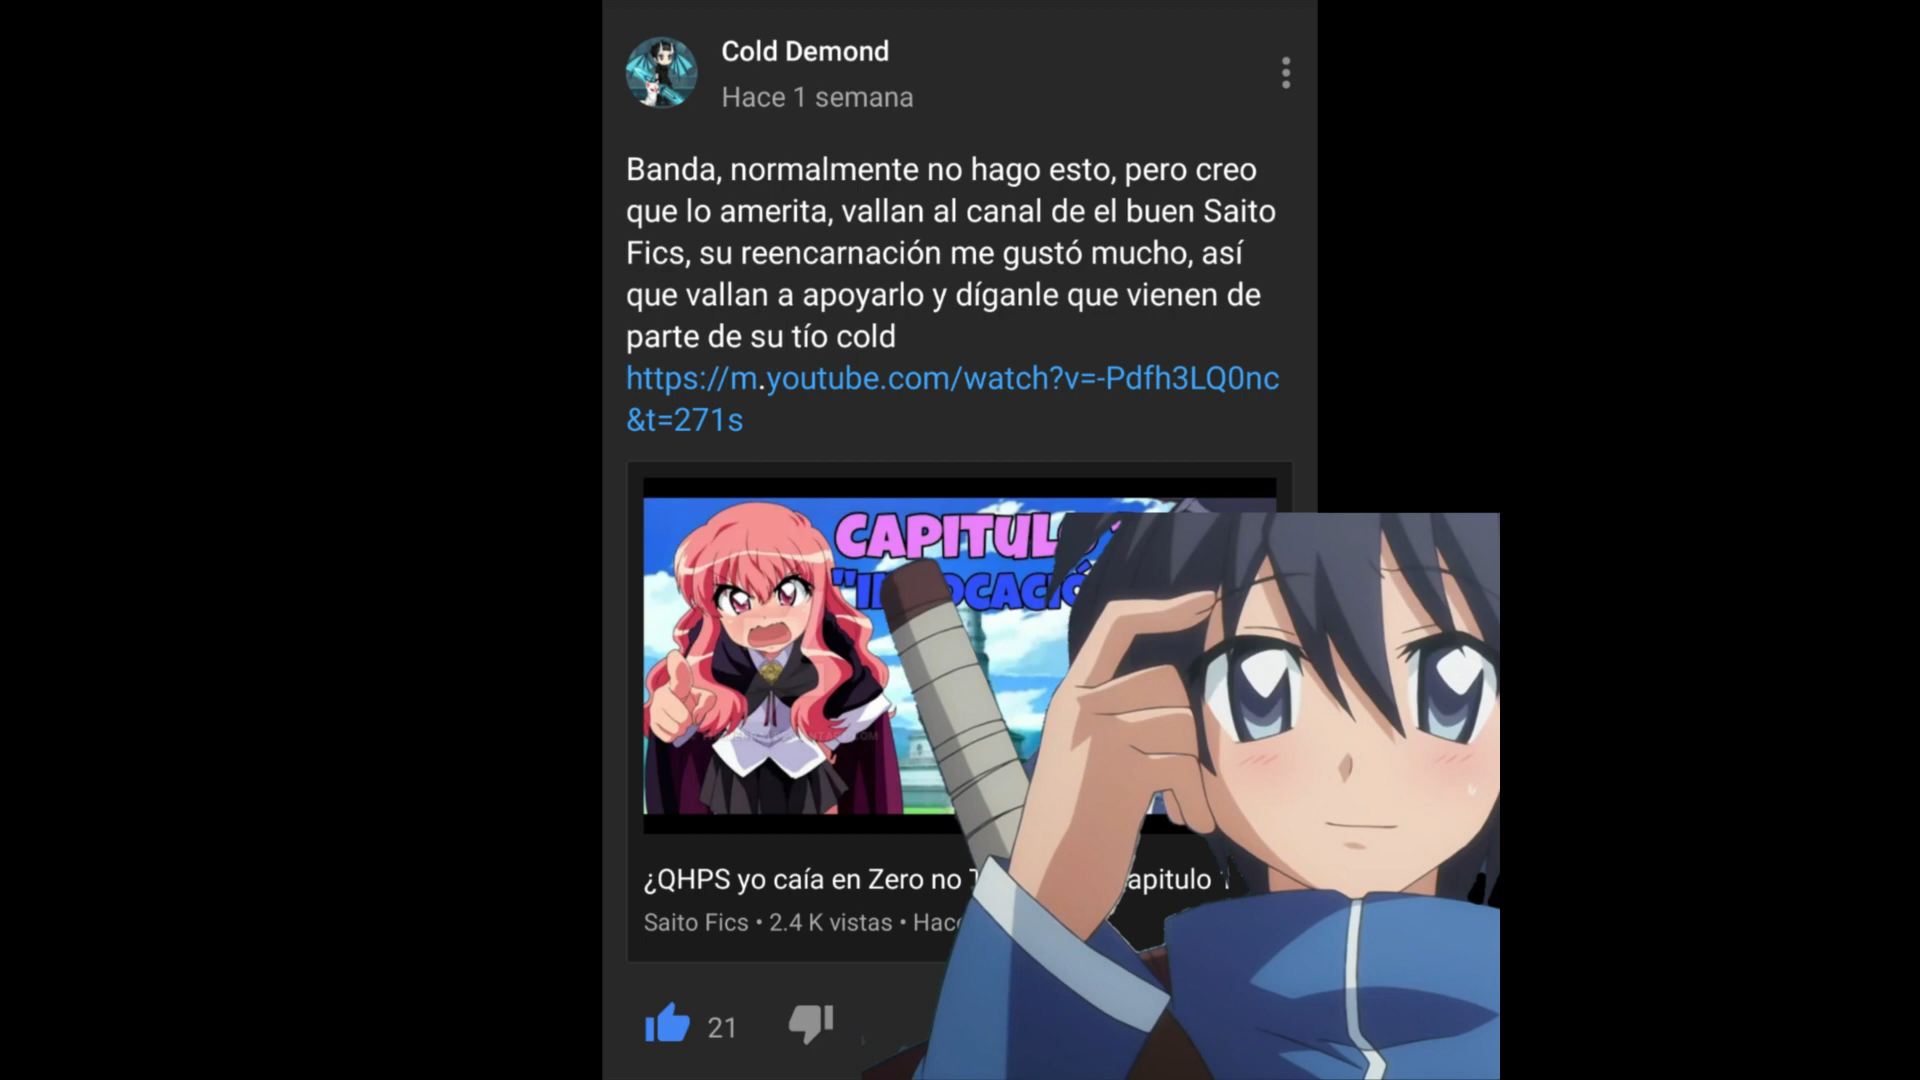 Cold Demond
Hace 1 semana
Banda, normalmente no hago esto, pero creo
que lo amerita, vallan al canal de el buen Saito
Fics, su reencarnación me gustó mucho, así
que vallan a apoyarlo y díganle que vienen de
parte de su tío cold
https://m.youtube.com/watch?v=-Pdfh3LQ0nc
&t=271s
¿QHPS yo caía en Zero no
Saito Fics • 2.4 K vistas •
21